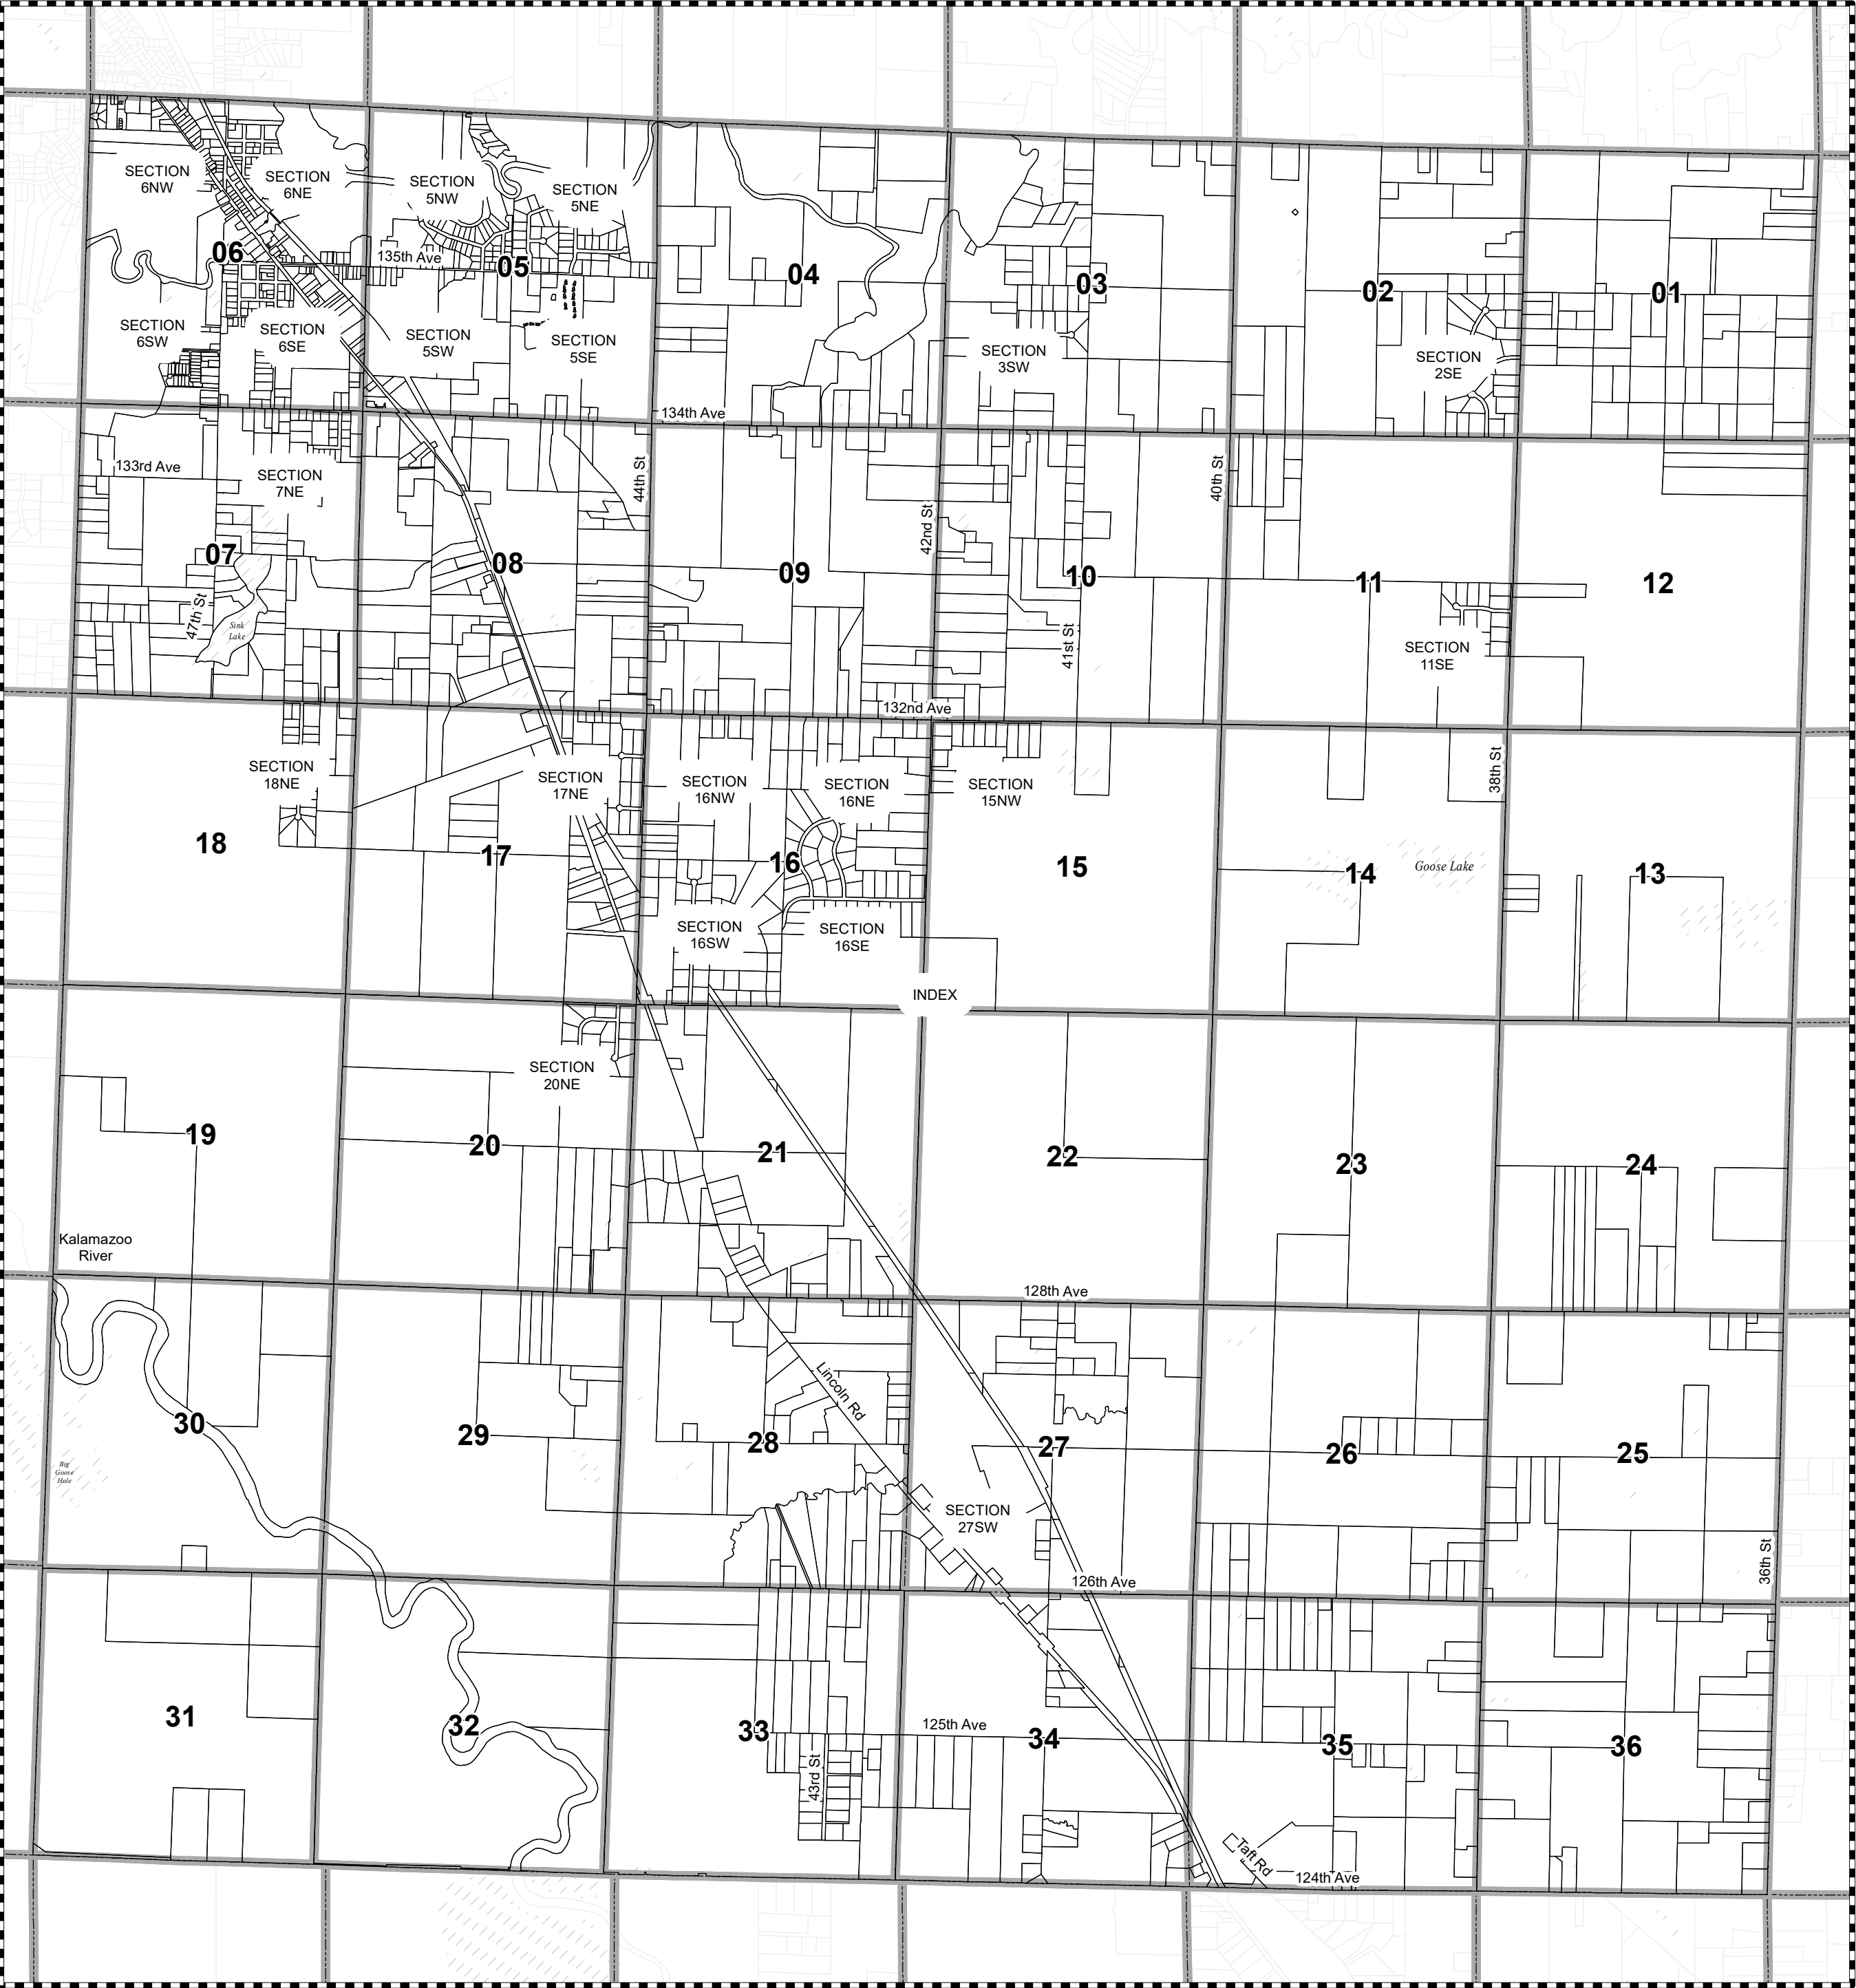 SECTION
6NW
SECTION
6NE
SECTION
5NW
SECTION
5NE
06
135th Ave
05
04
03
02
01
SECTION
6SW
SECTION
6SE
SECTION
5SW
SECTION
5SE
SECTION
3SW
SECTION
2SE
134th Ave
133rd Ave
SECTION
7NE
44th St
42nd St
40th St
07
08
09
10
11
12
47th St
Sink
Lake
41st St
SECTION
11SE
132nd Ave
SECTION
18NE
SECTION
17NE
SECTION
16NW
SECTION
16NE
SECTION
15NW
38th St
18
17
16
15
14
Goose Lake
13
SECTION
16SW
SECTION
16SE
INDEX
SECTION
20NE
19
20
21
22
23
24
Kalamazoo
River
128th Ave
Lincoln Rd
30
29
28
27
26
25
Big
Goose
Hole
SECTION
27SW
36th St
126th Ave
31
32
33
125th Ave
34
35
36
43rd St
Taft Rd
124th Ave